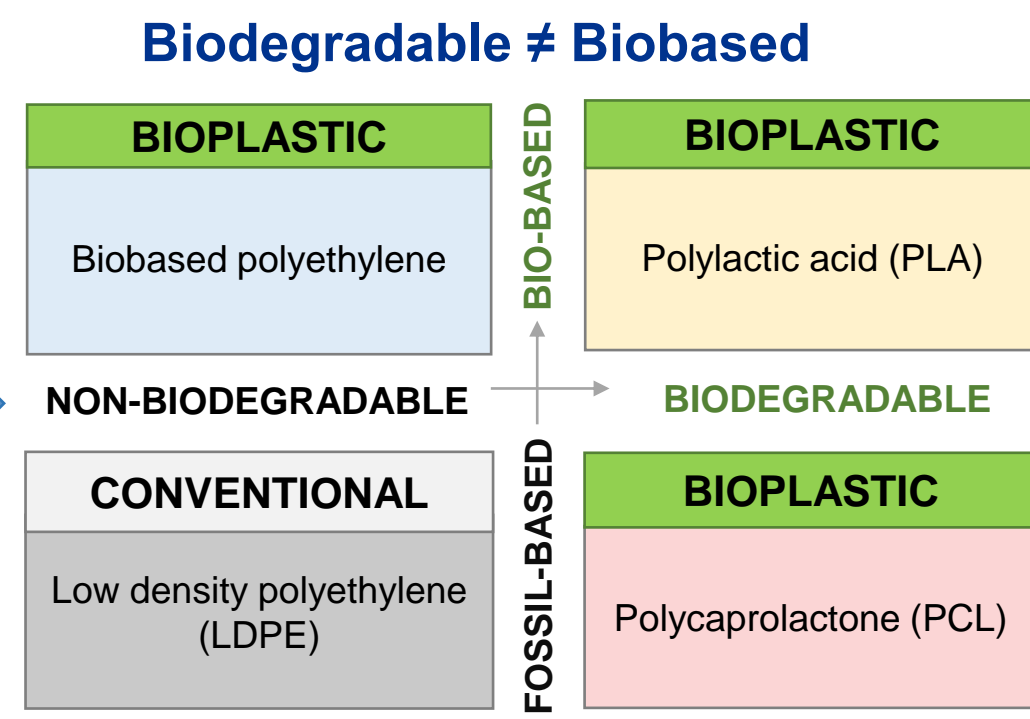 Biodegradable ≠ Biobased
BIOPLASTIC
Biobased polyethylene
BIO-BASED
BIOPLASTIC
Polylactic acid (PLA)
NON-BIODEGRADABLE
BIODEGRADABLE
CONVENTIONAL
Low density polyethylene
(LDPE)
FOSSIL-BASED
BIOPLASTIC
Polycaprolactone (PCL)